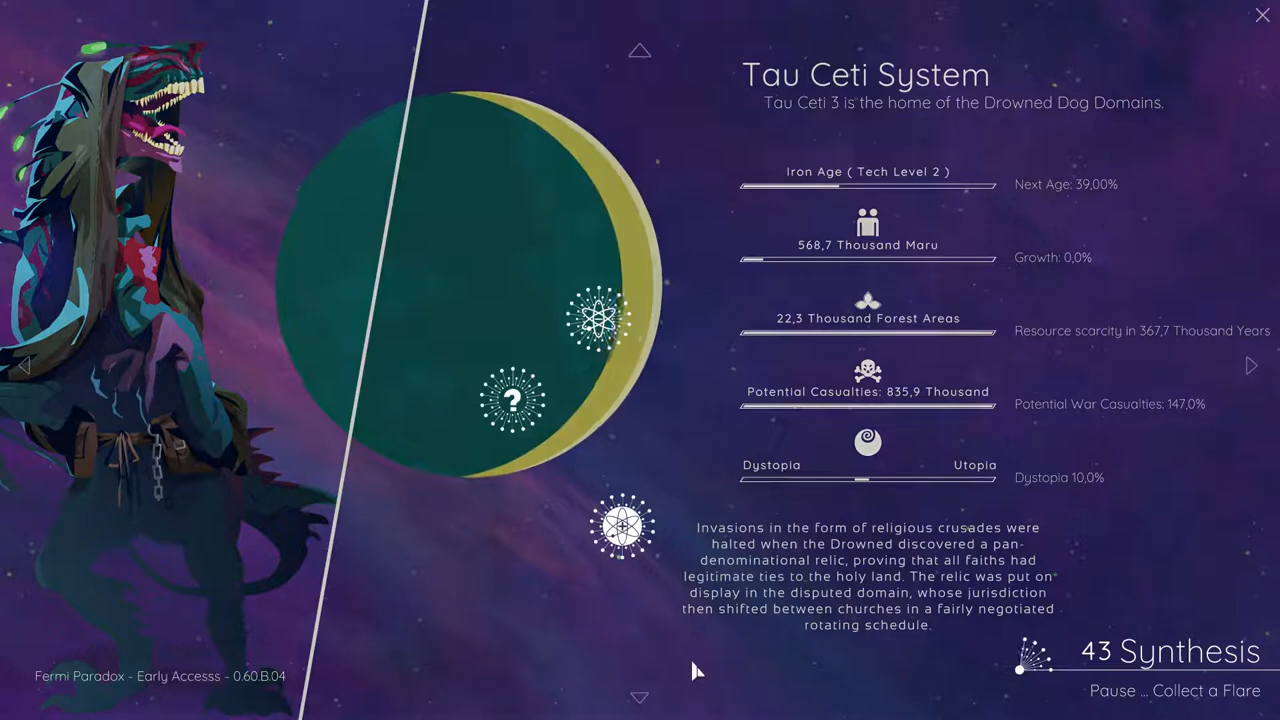 Tau Ceti System
Tau Ceti 3 is the home of the Drowned Dog Domains.
Iron Age ( Tech Level 2 )
Next Age: 39,00%
568,7 Thousand Maru
Growth: 0,0%
22,3 Thousand Forest Areas
Resource scarcity in 367,7 Thousand Years
Potential Casualties: 835,9 Thousand
Potential War Casualties: 147,0%
Dystopia
Utopia
Dystopia 10,0%
?
Invasions in the form of religious crusades were
halted when the Drowned discovered a pan-
denominational relic, proving that all faiths had
legitimate ties to the holy land. The relic was put on
display in the disputed domain, whose jurisdiction
then shifted between churches in a fairly negotiated
rotating schedule.
43 Synthesis
Pause ... Collect a Flare
Fermi Paradox - Early Accesss - 0.60.B.04